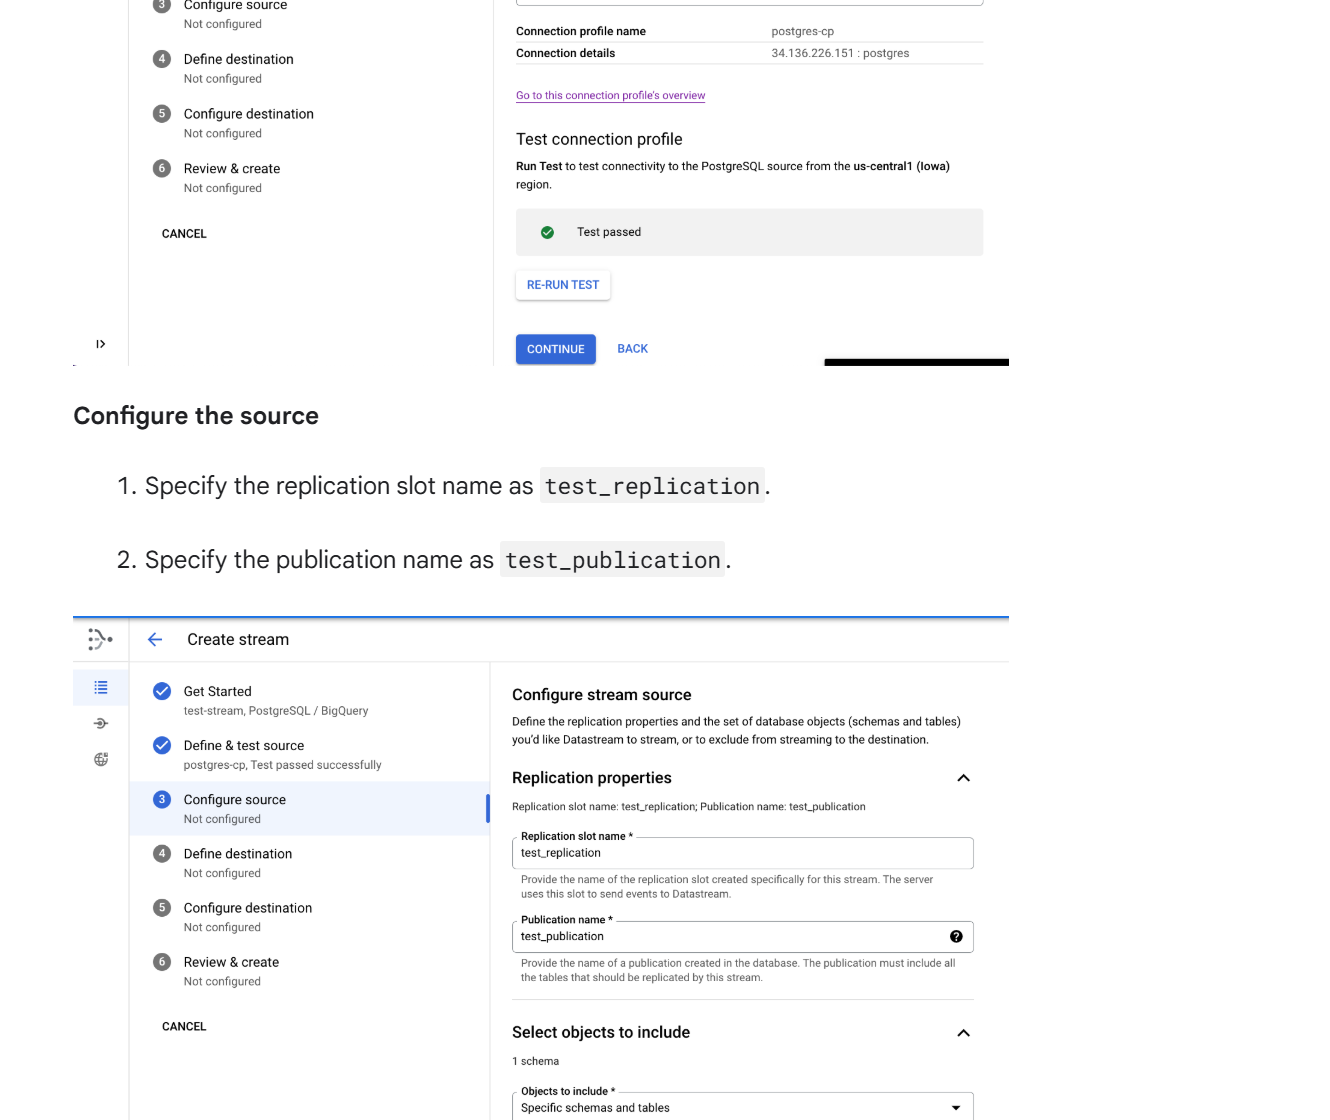 3 Configure source
Not configured
4 Define destination
Not configured
5 Configure destination
Not configured
6 Review & create
Not configured
CANCEL
Connection profile name postgres-cp
Connection details 34.136.226.151 : postgres
Go to this connection profile's overview
Test connection profile
Run Test to test connectivity to the PostgreSQL source from the us-central1 (Iowa)
region.
Test passed
RE-RUN TEST
CONTINUE BACK
Configure the source
1. Specify the replication slot name as test_replication.
2. Specify the publication name as test_publication.
Create stream
Get Started
test-stream, PostgreSQL / BigQuery
Define & test source
postgres-cp, Test passed successfully
3 Configure source
Not configured
4 Define destination
Not configured
5 Configure destination
Not configured
6 Review & create
Not configured
CANCEL
Configure stream source
Define the replication properties and the set of database objects (schemas and tables)
you'd like Datastream to stream, or to exclude from streaming to the destination.
Replication properties
Replication slot name: test_replication; Publication name: test_publication
Replication slot name *
test_replication
Provide the name of the replication slot created specifically for this stream. The server
uses this slot to send events to Datastream.
Publication name *
test_publication
Provide the name of a publication created in the database. The publication must include all
the tables that should be replicated by this stream.
Select objects to include
1 schema
Objects to include *
Specific schemas and tables